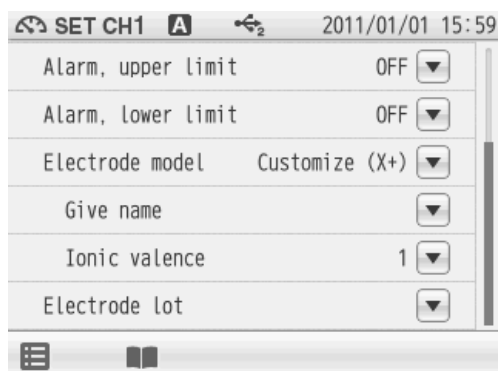 SET CH1 A 2 2011/01/01 15:59
Alarm, upper limit OFF
Alarm, lower limit OFF
Electrode model Customize (X+)
Give name
Ionic valence 1
Electrode lot